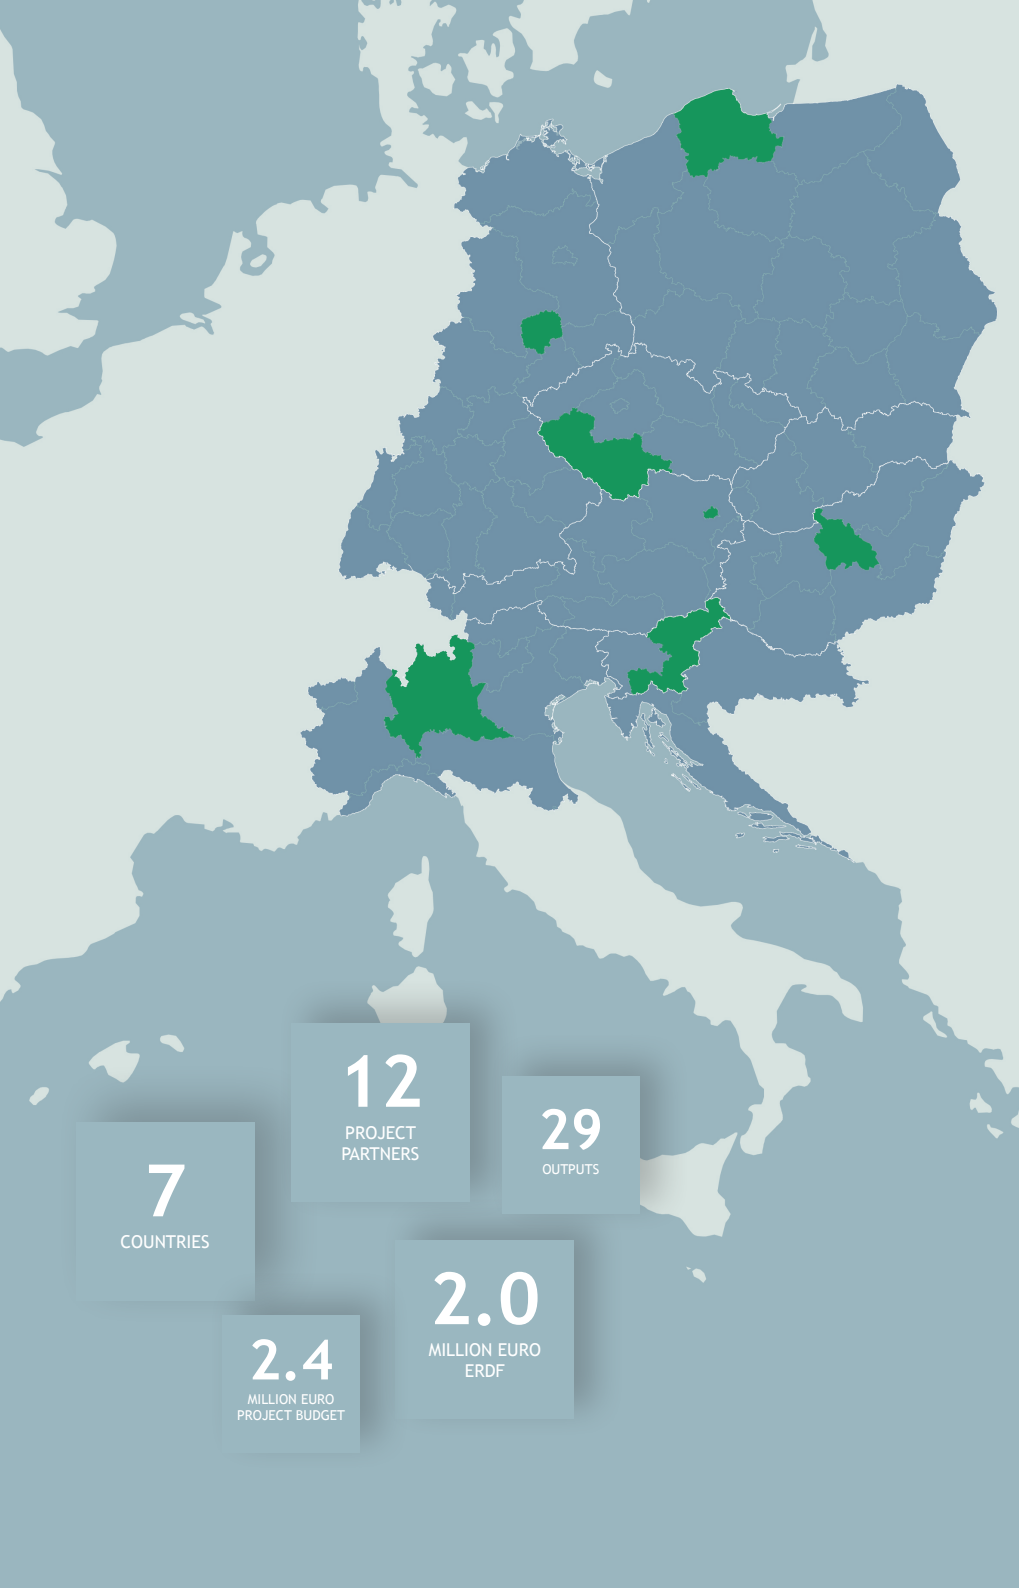 12
PROJECT
PARTNERS
29
OUTPUTS
7
COUNTRIES
2.0
MILLION EURO
ERDF
2.4
MILLION EURO
PROJECT BUDGET